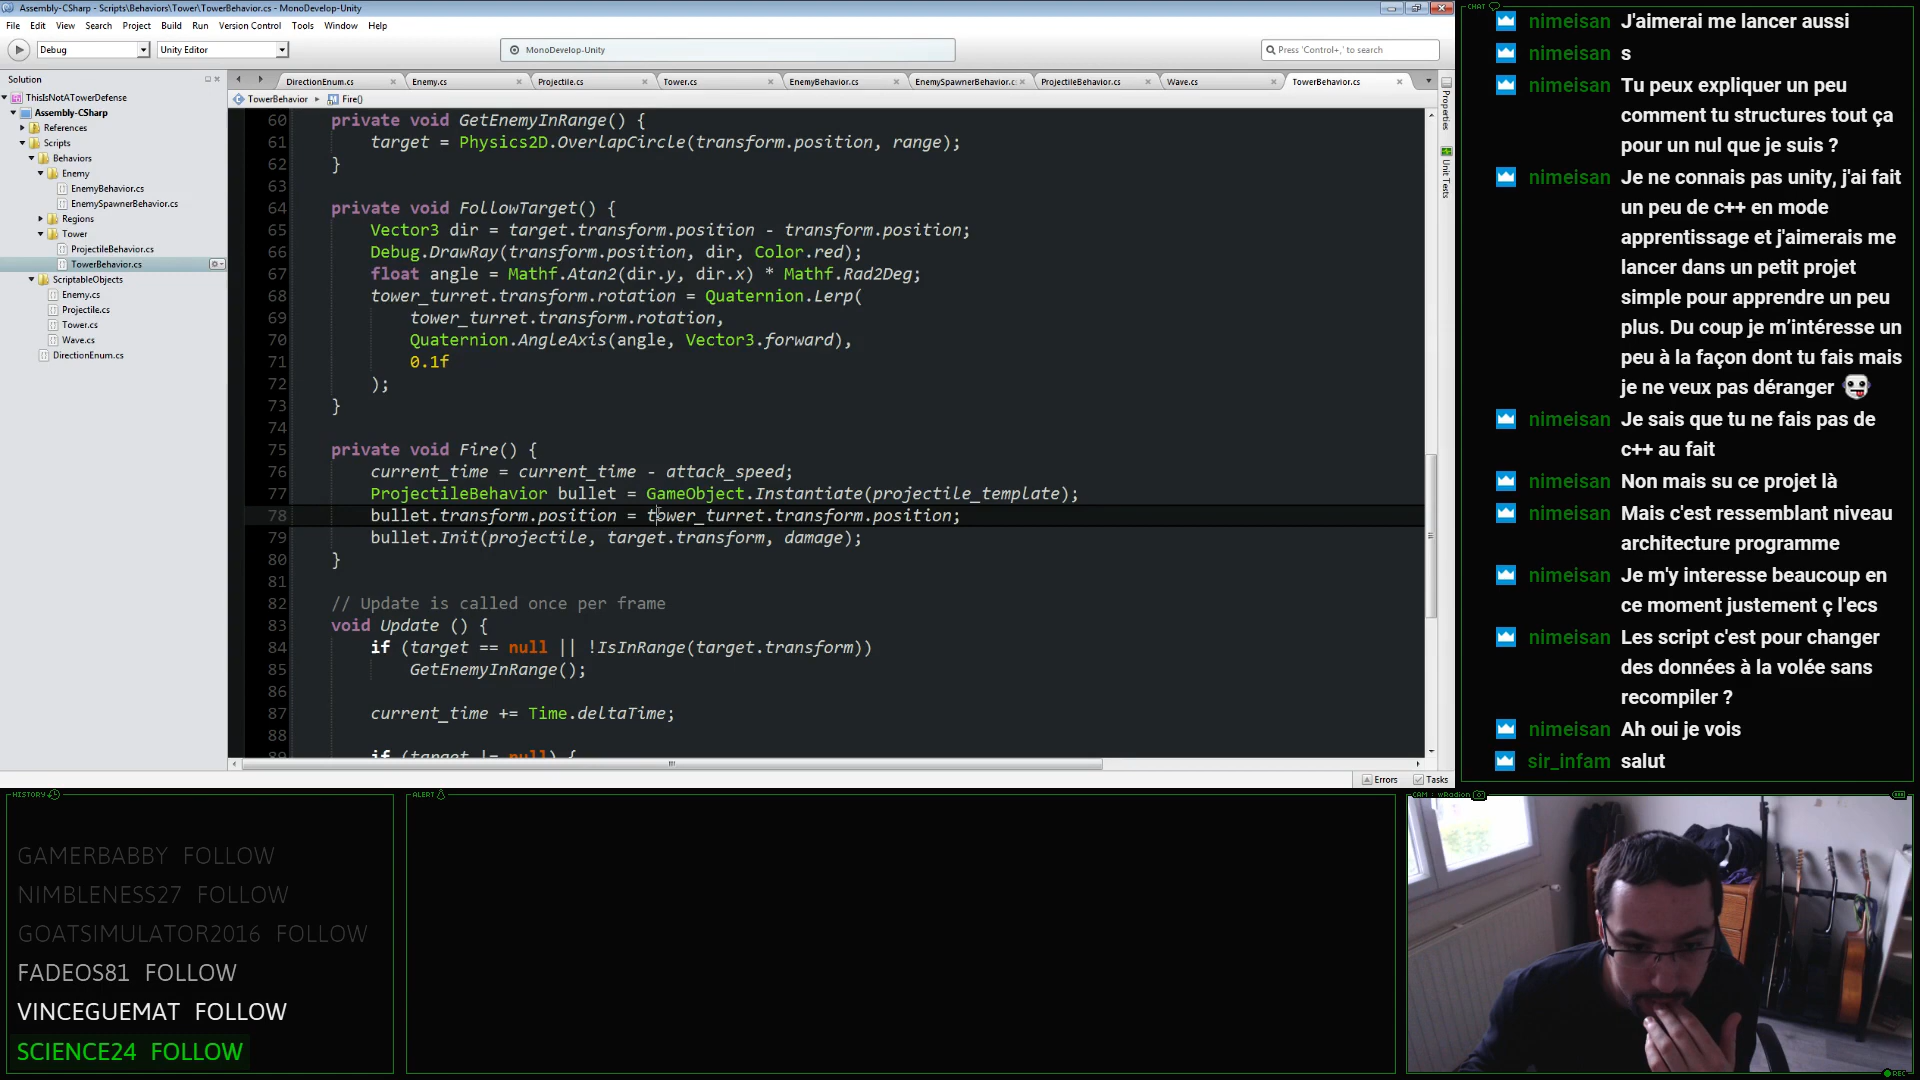 Assembly-CSharp - Scripts\Behaviors\Tower\TowerBehavior.cs - MonoDevelop-Unity
File Edit View Search Project Build Run Version Control Tools Window Help
Debug Unity Editor MonoDevelop-Unity Press 'Control+,' to search
Solution
DirectionEnum.cs Enemy.cs Projectile.cs Tower.cs EnemyBehavior.cs EnemySpawnerBehavior.cs ProjectileBehavior.cs Wave.cs TowerBehavior.cs
TowerBehavior Fire()
ThisIsNotATowerDefense
Assembly-CSharp
References
Scripts
Behaviors
Enemy
EnemyBehavior.cs
EnemySpawnerBehavior.cs
Regions
Tower
ProjectileBehavior.cs
TowerBehavior.cs
ScriptableObjects
Enemy.cs
Projectile.cs
Tower.cs
Wave.cs
DirectionEnum.cs
60 private void GetEnemyInRange() {
61 target = Physics2D.OverlapCircle(transform.position, range);
62 }
63
64 private void FollowTarget() {
65 Vector3 dir = target.transform.position - transform.position;
66 Debug.DrawRay(transform.position, dir, Color.red);
67 float angle = Mathf.Atan2(dir.y, dir.x) * Mathf.Rad2Deg;
68 tower_turret.transform.rotation = Quaternion.Lerp(
69 tower_turret.transform.rotation,
70 Quaternion.AngleAxis(angle, Vector3.forward),
71 0.1f
72 );
73 }
74
75 private void Fire() {
76 current_time = current_time - attack_speed;
77 ProjectileBehavior bullet = GameObject.Instantiate(projectile_template);
78 bullet.transform.position = tower_turret.transform.position;
79 bullet.Init(projectile, target.transform, damage);
80 }
81
82 // Update is called once per frame
83 void Update () {
84 if (target == null || !IsInRange(target.transform))
85 GetEnemyInRange();
86
87 current_time += Time.deltaTime;
88
89 if (target != null) {
Properties
Unit Tests
Errors Tasks
CHAT
nimeisan J'aimerai me lancer aussi
nimeisan s
nimeisan Tu peux expliquer un peu
comment tu structures tout ça
pour un nul que je suis ?
nimeisan Je ne connais pas unity, j'ai fait
un peu de c++ en mode
apprentissage et j'aimerais me
lancer dans un petit projet
simple pour apprendre un peu
plus. Du coup je m'intéresse un
peu à la façon dont tu fais mais
je ne veux pas déranger
nimeisan Je sais que tu ne fais pas de
c++ au fait
nimeisan Non mais su ce projet là
nimeisan Mais c'est ressemblant niveau
architecture programme
nimeisan Je m'y interesse beaucoup en
ce moment justement ç l'ecs
nimeisan Les script c'est pour changer
des données à la volée sans
recompiler ?
nimeisan Ah oui je vois
sir_infam salut
HISTORY
GAMERBABBY FOLLOW
NIMBLENESS27 FOLLOW
GOATSIMULATOR2016 FOLLOW
FADEOS81 FOLLOW
VINCEGUEMAT FOLLOW
SCIENCE24 FOLLOW
ALERT
CAM : wRadion
REC